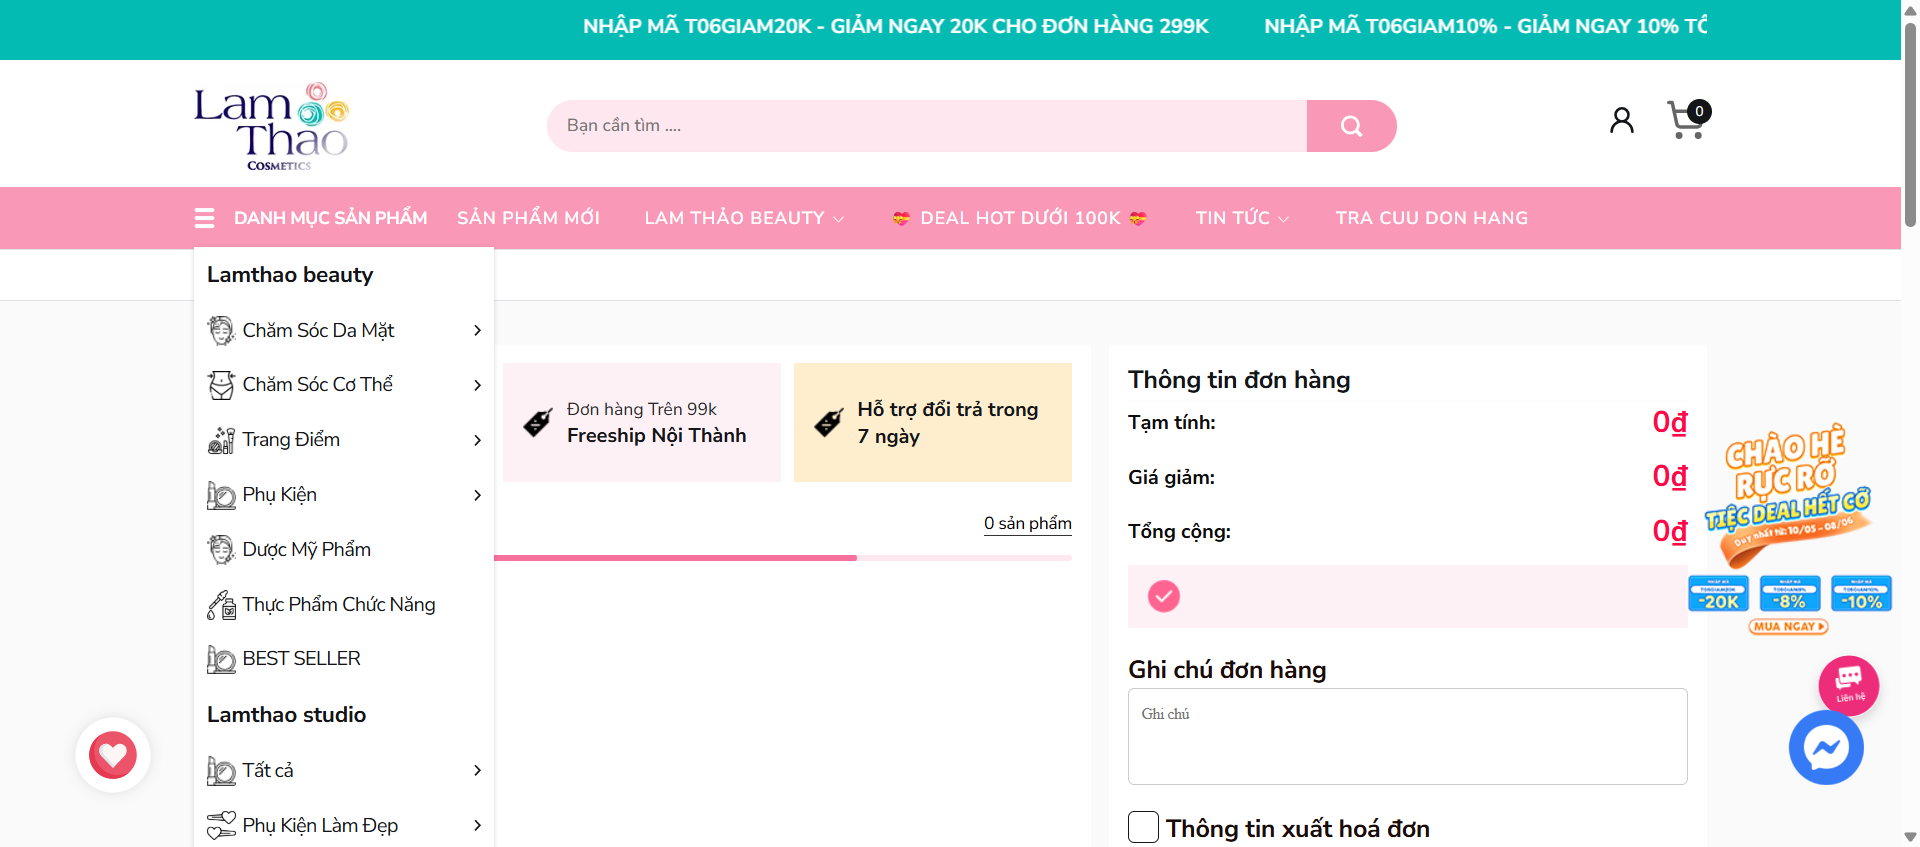 NHẬP MÃ T06GIAM20K - GIẢM NGAY 20K CHO ĐƠN HÀNG 299K
NHẬP MÃ T06GIAM10% - GIẢM NGAY 10% TỐ
Lam
Thảo
COSMETICS
Bạn cần tìm ....
0
DANH MỤC SẢN PHẨM
SẢN PHẨM MỚI
LAM THẢO BEAUTY
💝 DEAL HOT DƯỚI 100K 💝
TIN TỨC
TRA CUU DON HANG
Lamthao beauty
Chăm Sóc Da Mặt
Chăm Sóc Cơ Thể
Trang Điểm
Phụ Kiện
Dược Mỹ Phẩm
Thực Phẩm Chức Năng
BEST SELLER
Lamthao studio
Tất cả
Phụ Kiện Làm Đẹp
Đơn hàng Trên 99k
Freeship Nội Thành
Hỗ trợ đổi trả trong
7 ngày
0 sản phẩm
Thông tin đơn hàng
Tạm tính:
0₫
Giá giảm:
0₫
Tổng cộng:
0₫
Ghi chú đơn hàng
Ghi chú
Thông tin xuất hoá đơn
CHÀO HÈ
RỰC RỠ
TIỆC DEAL HẾT CỠ
Duy nhất từ: 10/05 - 08/06
-20K
-8%
-10%
MUA NGAY
Liên hệ